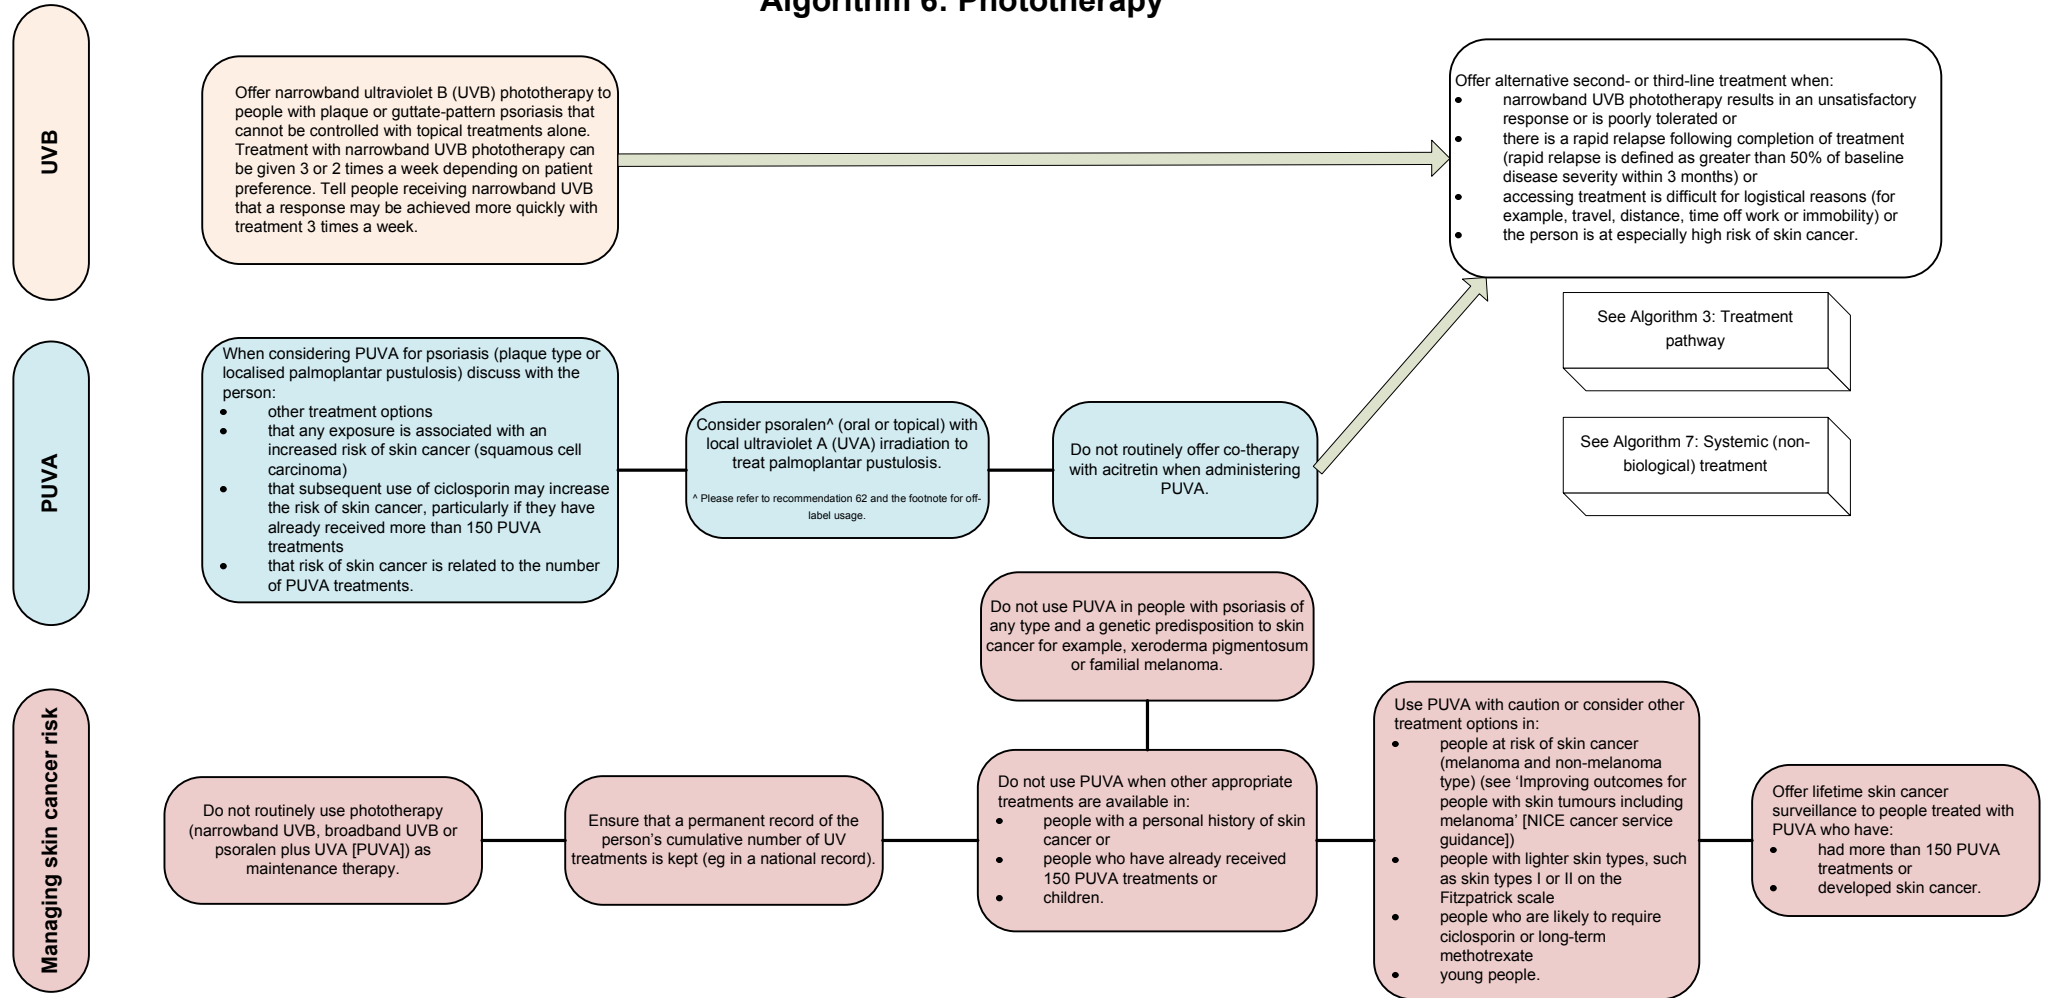 Algorithm 6: Phototherapy
UVB
Offer narrowband ultraviolet B (UVB) phototherapy to
people with plaque or guttate-pattern psoriasis that
cannot be controlled with topical treatments alone.
Treatment with narrowband UVB phototherapy can
be given 3 or 2 times a week depending on patient
preference. Tell people receiving narrowband UVB
that a response may be achieved more quickly with
treatment 3 times a week.
Offer alternative second- or third-line treatment when:
• narrowband UVB phototherapy results in an unsatisfactory
response or is poorly tolerated or
• there is a rapid relapse following completion of treatment
(rapid relapse is defined as greater than 50% of baseline
disease severity within 3 months) or
• accessing treatment is difficult for logistical reasons (for
example, travel, distance, time off work or immobility) or
• the person is at especially high risk of skin cancer.
See Algorithm 3: Treatment
pathway
See Algorithm 7: Systemic (non-
biological) treatment
PUVA
When considering PUVA for psoriasis (plaque type or
localised palmoplantar pustulosis) discuss with the
person:
• other treatment options
• that any exposure is associated with an
increased risk of skin cancer (squamous cell
carcinoma)
• that subsequent use of ciclosporin may increase
the risk of skin cancer, particularly if they have
already received more than 150 PUVA
treatments
• that risk of skin cancer is related to the number
of PUVA treatments.
Consider psoralen^ (oral or topical) with
local ultraviolet A (UVA) irradiation to
treat palmoplantar pustulosis.
^ Please refer to recommendation 62 and the footnote for off-
label usage.
Do not routinely offer co-therapy
with acitretin when administering
PUVA.
Managing skin cancer risk
Do not routinely use phototherapy
(narrowband UVB, broadband UVB or
psoralen plus UVA [PUVA]) as
maintenance therapy.
Ensure that a permanent record of the
person's cumulative number of UV
treatments is kept (eg in a national record).
Do not use PUVA in people with psoriasis of
any type and a genetic predisposition to skin
cancer for example, xeroderma pigmentosum
or familial melanoma.
Do not use PUVA when other appropriate
treatments are available in:
• people with a personal history of skin
cancer or
• people who have already received
150 PUVA treatments or
• children.
Use PUVA with caution or consider other
treatment options in:
• people at risk of skin cancer
(melanoma and non-melanoma
type) (see ‘Improving outcomes for
people with skin tumours including
melanoma’ [NICE cancer service
guidance])
• people with lighter skin types, such
as skin types I or II on the
Fitzpatrick scale
• people who are likely to require
ciclosporin or long-term
methotrexate
• young people.
Offer lifetime skin cancer
surveillance to people treated with
PUVA who have:
• had more than 150 PUVA
treatments or
• developed skin cancer.